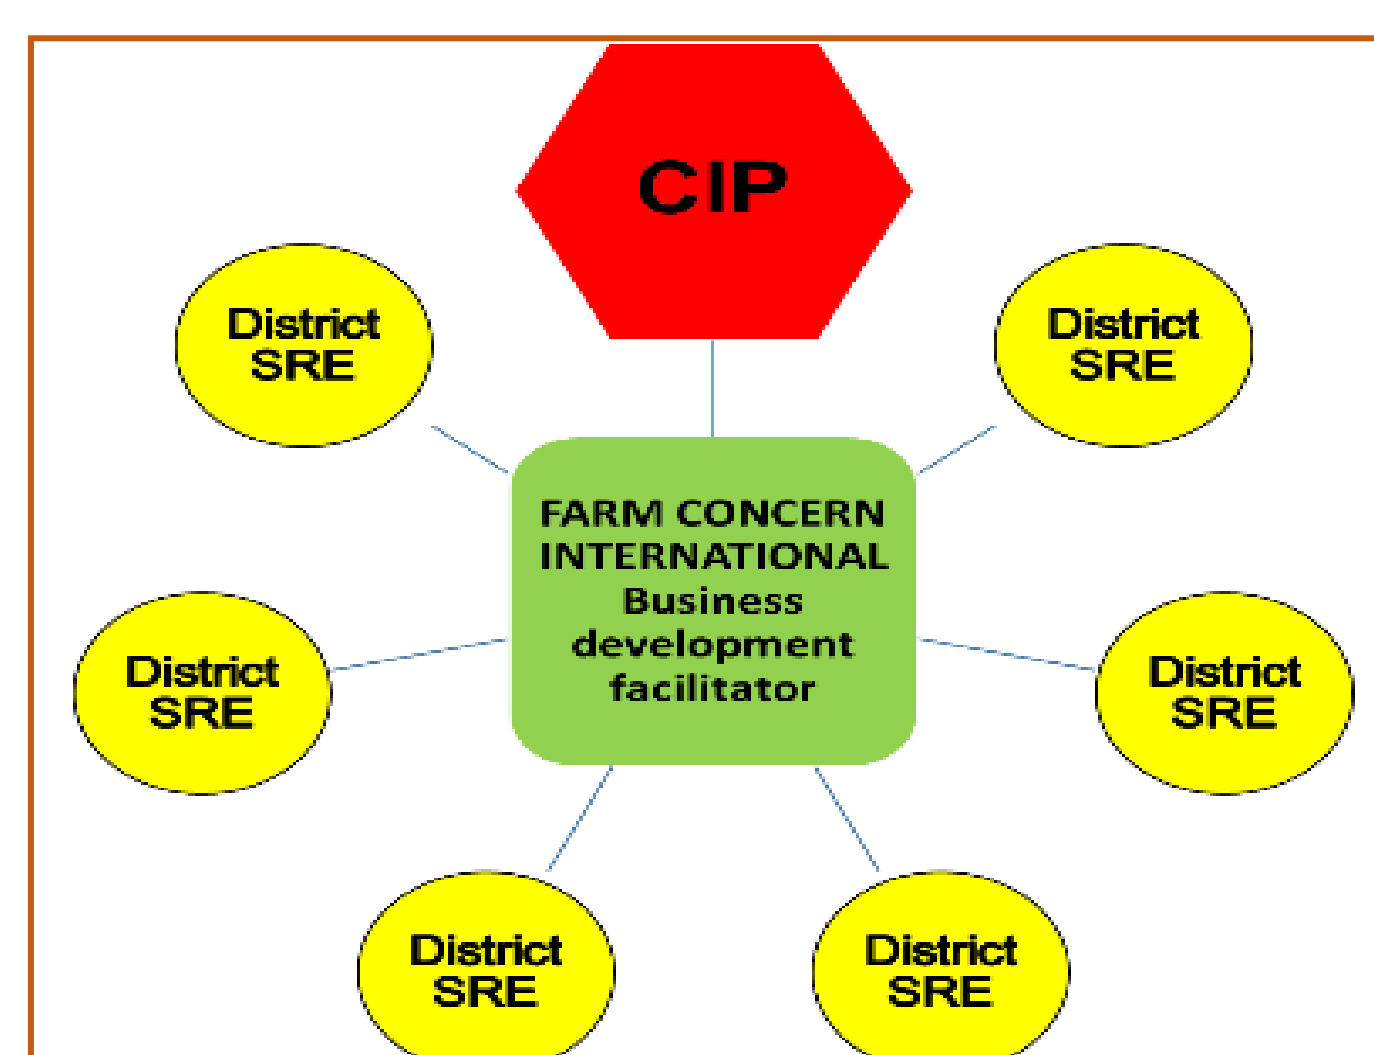 CIP
District
SRE
District
SRE
FARM CONCERN
INTERNATIONAL
Business
development
facilitator
District
SRE
District
SRE
District
SRE
District
SRE